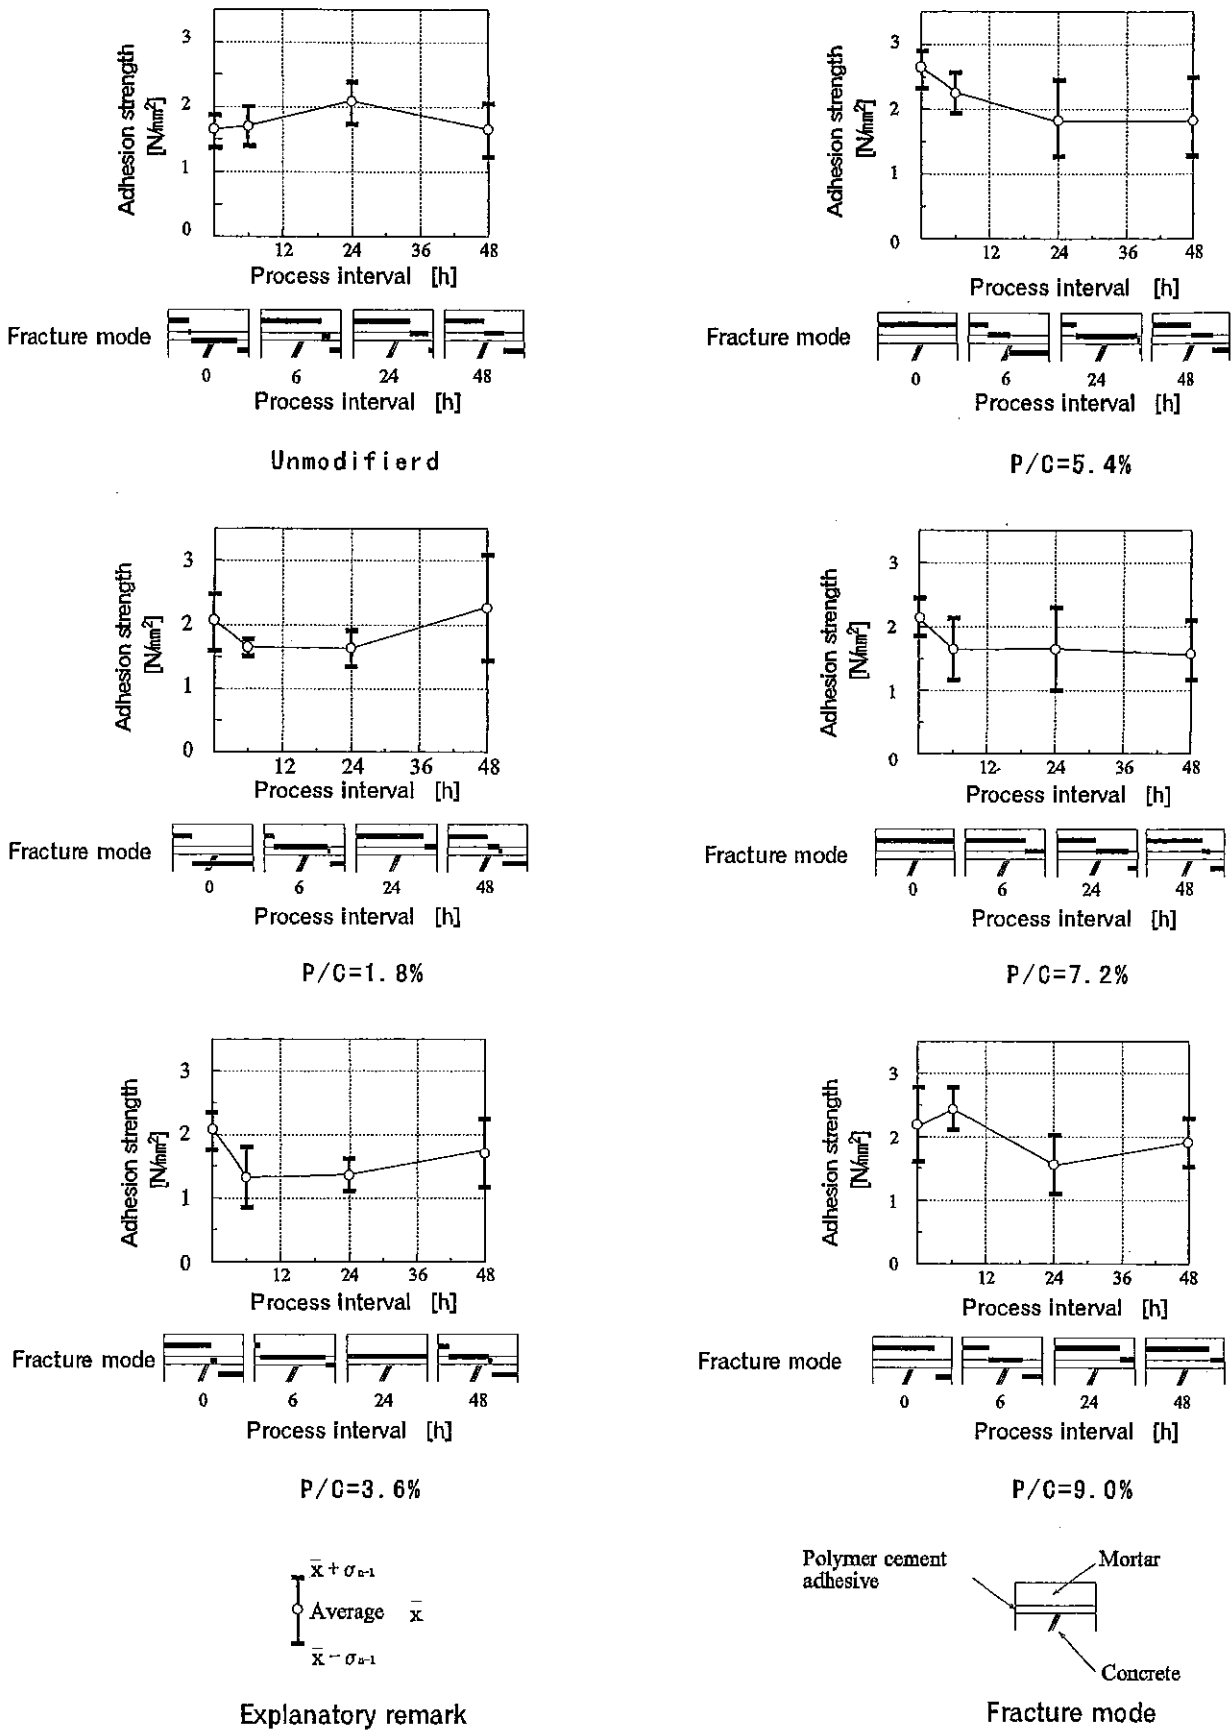 3
2
1
0
Adhesion strength
[N/mm²]
12 24 36 48
Process interval [h]
Fracture mode
0 6 24 48
Process interval [h]
Unmodifierd
3
2
1
0
Adhesion strength
[N/mm²]
12 24 36 48
Process interval [h]
Fracture mode
0 6 24 48
Process interval [h]
P/C=5.4%
3
2
1
0
Adhesion strength
[N/mm²]
12 24 36 48
Process interval [h]
Fracture mode
0 6 24 48
Process interval [h]
P/C=1.8%
3
2
1
0
Adhesion strength
[N/mm²]
12 24 36 48
Process interval [h]
Fracture mode
0 6 24 48
Process interval [h]
P/C=7.2%
3
2
1
0
Adhesion strength
[N/mm²]
12 24 36 48
Process interval [h]
Fracture mode
0 6 24 48
Process interval [h]
P/C=3.6%
3
2
1
0
Adhesion strength
[N/mm²]
12 24 36 48
Process interval [h]
Fracture mode
0 6 24 48
Process interval [h]
P/C=9.0%
x̄ + σn-1
Average x̄
x̄ - σn-1
Explanatory remark
Polymer cement
adhesive
Mortar
Concrete
Fracture mode